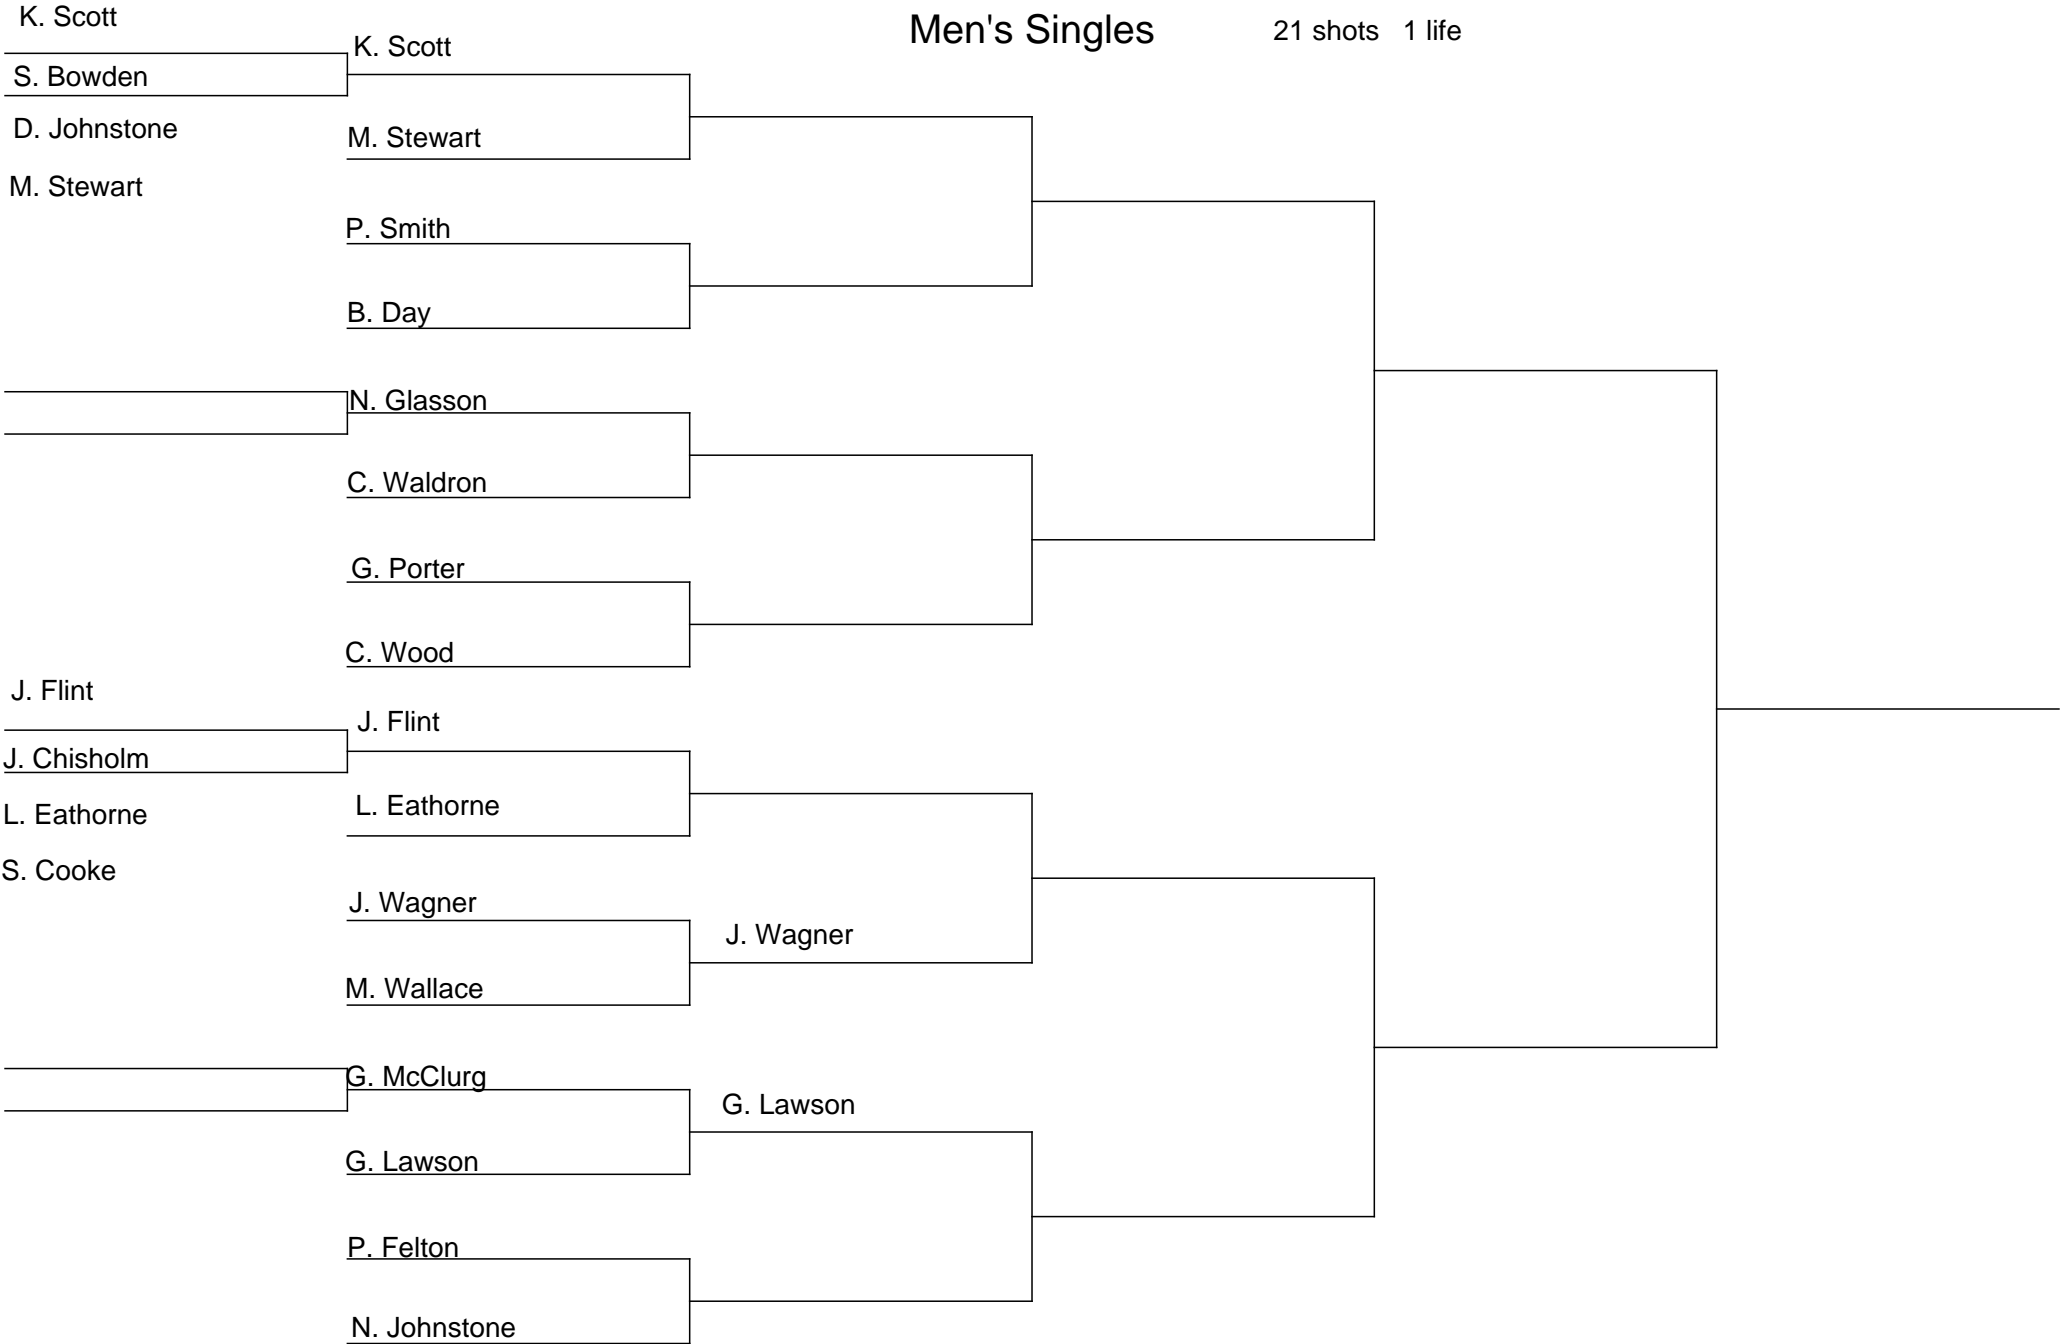 Men's Singles 21 shots 1 life
K. Scott
S. Bowden
D. Johnstone
M. Stewart
J. Flint
J. Chisholm
L. Eathorne
S. Cooke
K. Scott
M. Stewart
P. Smith
B. Day
N. Glasson
C. Waldron
G. Porter
C. Wood
J. Flint
L. Eathorne
J. Wagner
M. Wallace
G. McClurg
G. Lawson
P. Felton
N. Johnstone
J. Wagner
G. Lawson